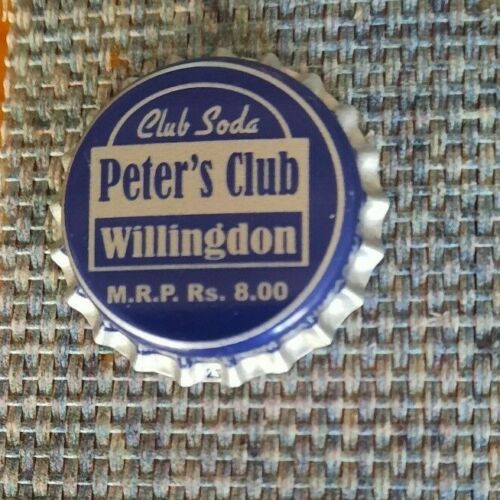 Club Soda
Peter's Club
Willingdon
M.R.P. Rs. 8.00